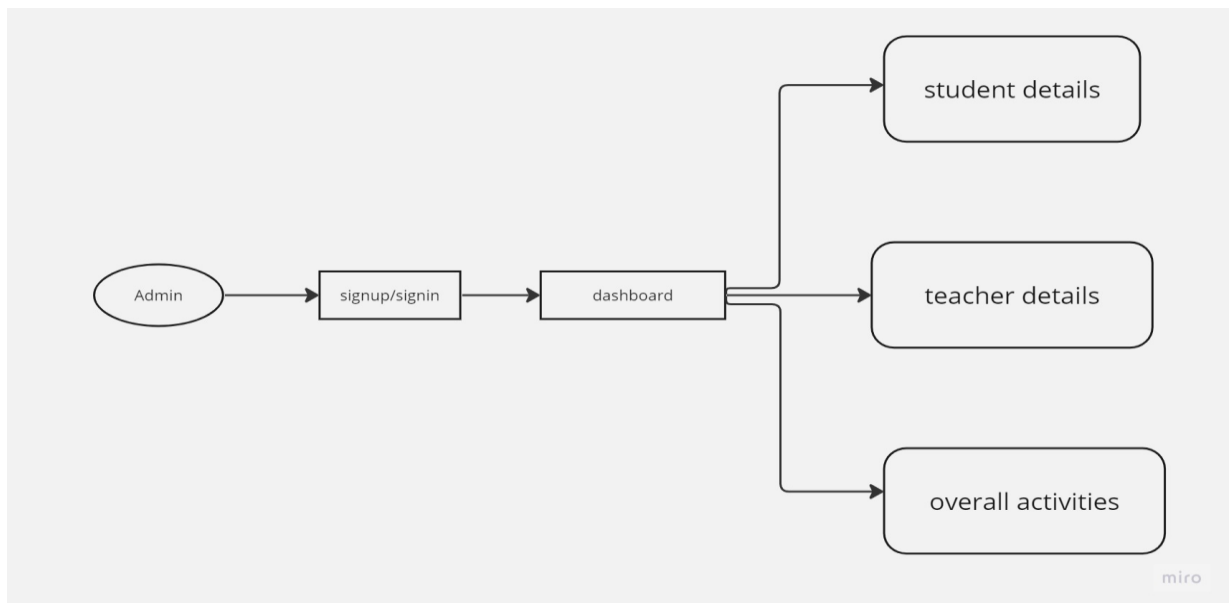 student details
Admin
signup/signin
dashboard
teacher details
overall activities
miro